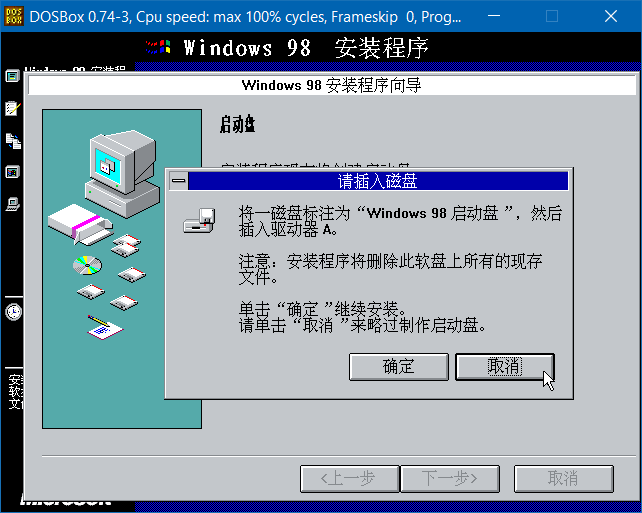 DOSBox 0.74-3, Cpu speed: max 100% cycles, Frameskip 0, Prog...
Windows 98 安装程序
Windows 98 安装程序向导
启动盘
请插入磁盘
将一磁盘标注为“Windows 98 启动盘 ”，然后
插入驱动器 A。
注意：安装程序将删除此软盘上所有的现存
文件。
单击“确定 ”继续安装。
请单击“取消 ”来略过制作启动盘。
确定
取消
<上一步
下一步>
取消